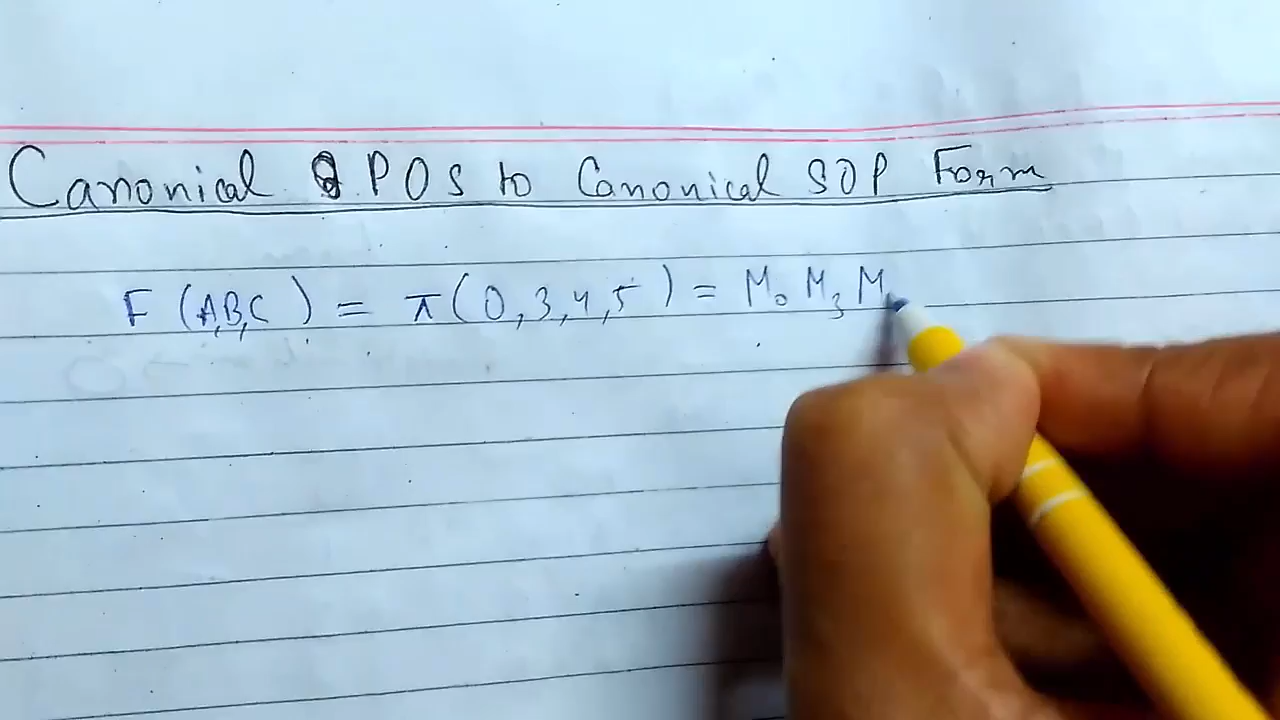 Canonical POS to Canonical SOP Form
F (A,B,C) = π(0,3,4,5) = M₀ M₃ M